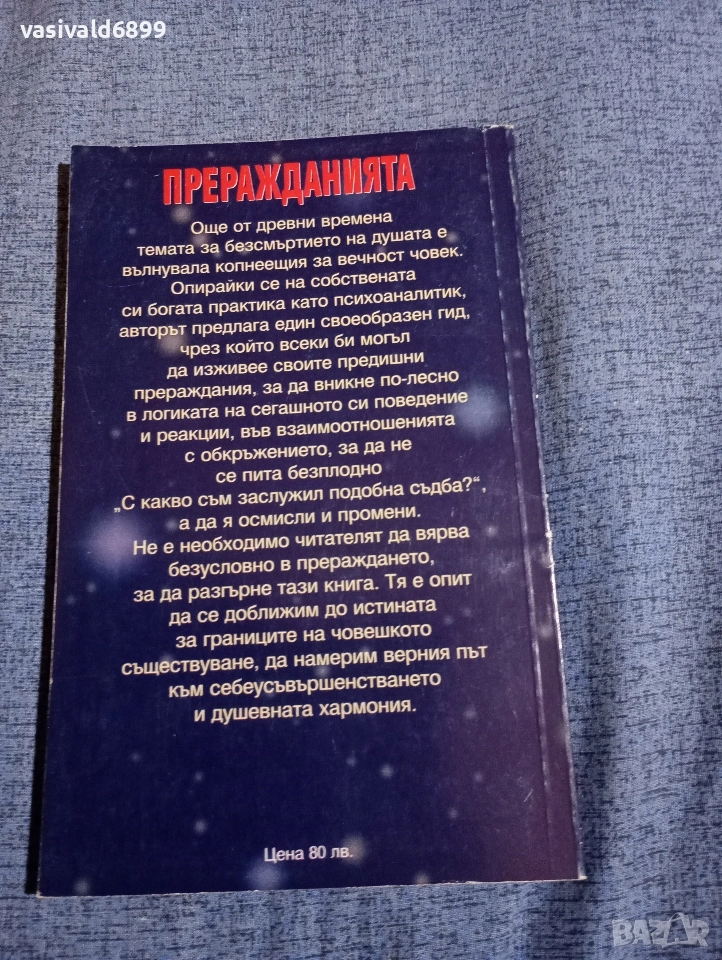 vasivald6899
ПРЕРАЖДАНИЯТА
Още от древни времена
темата за безсмъртието на душата е
вълнувала копнеещия за вечност човек.
Опирайки се на собствената
си богата практика като психоаналитик,
авторът предлага един своеобразен гид,
чрез който всеки би могъл
да изживее своите предишни
прераждания, за да вникне по-лесно
в логиката на сегашното си поведение
и реакции, във взаимоотношенията
с обкръжението, за да не
се пита безплодно
„С какво съм заслужил подобна съдба?“,
а да я осмисли и промени.
Не е необходимо читателят да вярва
безусловно в прераждането,
за да разгърне тази книга. Тя е опит
да се доближим до истината
за границите на човешкото
съществуване, да намерим верния път
към себеусъвършенстването
и душевната хармония.
Цена 80 лв.
BAZAR